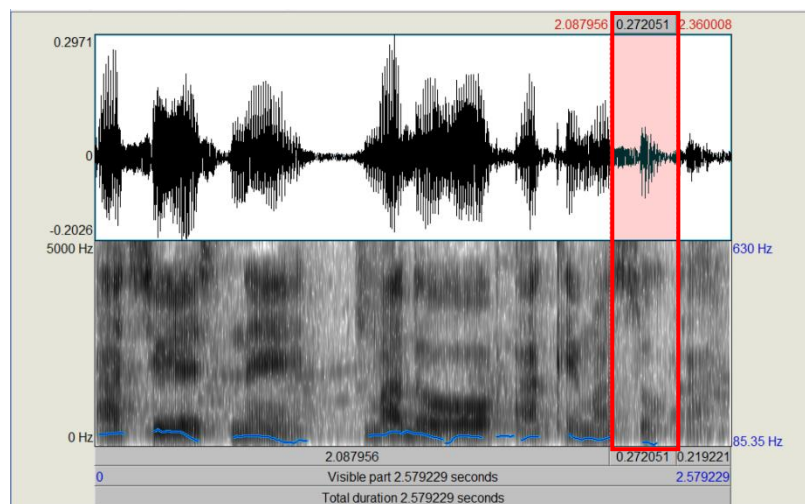 2.087956 0.272051 2.360008
0.2971
0
-0.2026
5000 Hz 630 Hz
0 Hz 85.35 Hz
2.087956 0.272051 0.219221
0 Visible part 2.579229 seconds 2.579229
Total duration 2.579229 seconds